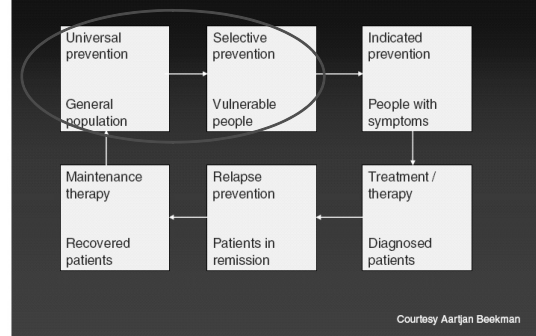 Universal
prevention
General
population
Selective
prevention
Vulnerable
people
Indicated
prevention
People with
symptoms
Maintenance
therapy
Recovered
patients
Relapse
prevention
Patients in
remission
Treatment /
therapy
Diagnosed
patients
Courtesy Aartjan Beekman